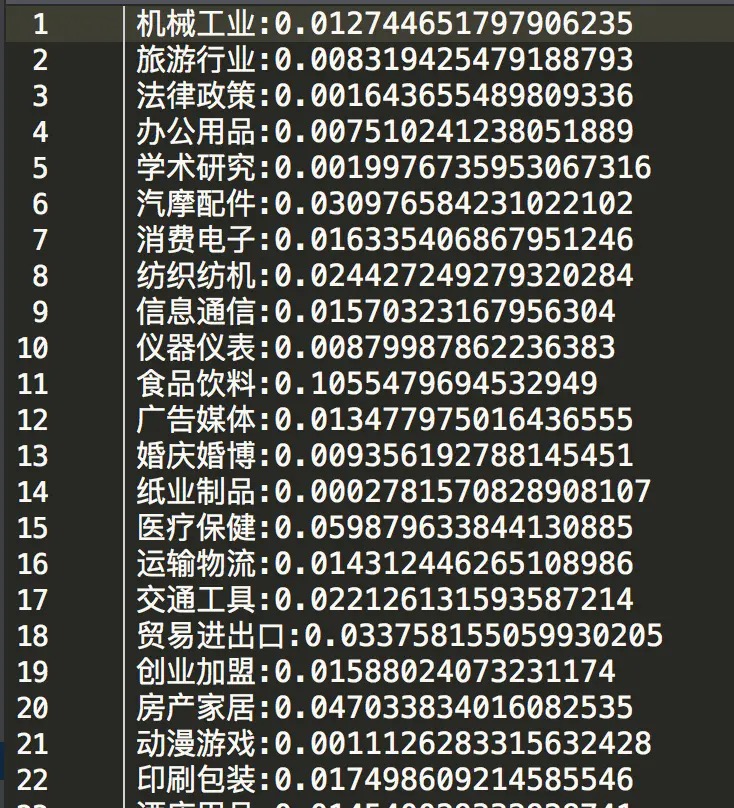 1 机械工业:0.012744651797906235
2 旅游行业:0.008319425479188793
3 法律政策:0.001643655489809336
4 办公用品:0.007510241238051889
5 学术研究:0.0019976735953067316
6 汽摩配件:0.030976584231022102
7 消费电子:0.016335406867951246
8 纺织纺机:0.024427249279320284
9 信息通信:0.01570323167956304
10 仪器仪表:0.00879987862236383
11 食品饮料:0.1055479694532949
12 广告媒体:0.013477975016436555
13 婚庆婚博:0.009356192788145451
14 纸业制品:0.0002781570828908107
15 医疗保健:0.059879633844130885
16 运输物流:0.014312446265108986
17 交通工具:0.022126131593587214
18 贸易进出口:0.033758155059930205
19 创业加盟:0.01588024073231174
20 房产家居:0.047033834016082535
21 动漫游戏:0.0011126283315632428
22 印刷包装:0.017498609214585546